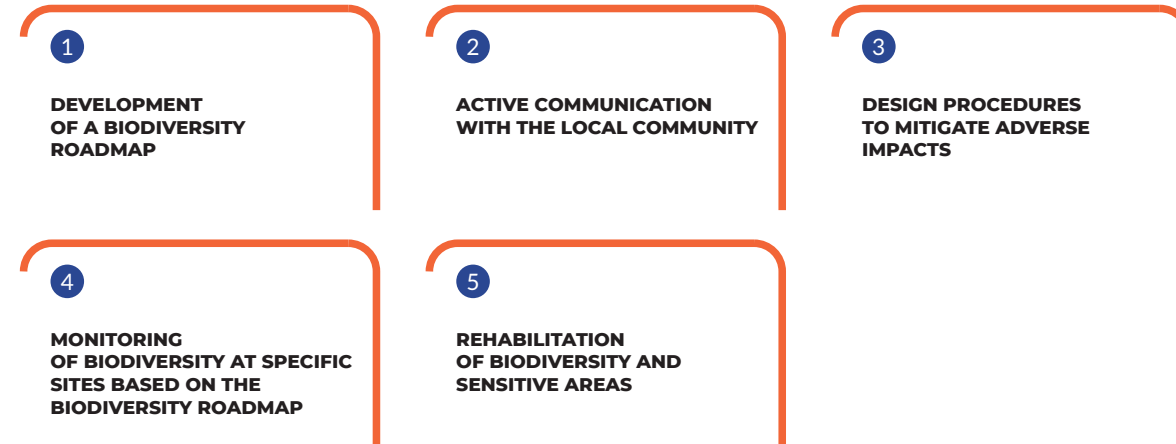 1
DEVELOPMENT
OF A BIODIVERSITY
ROADMAP
2
ACTIVE COMMUNICATION
WITH THE LOCAL COMMUNITY
3
DESIGN PROCEDURES
TO MITIGATE ADVERSE
IMPACTS
4
MONITORING
OF BIODIVERSITY AT SPECIFIC
SITES BASED ON THE
BIODIVERSITY ROADMAP
5
REHABILITATION
OF BIODIVERSITY AND
SENSITIVE AREAS